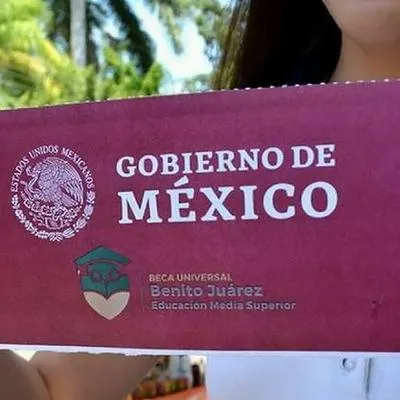 ESTADOS UNIDOS MEXICANOS
GOBIERNO DE
MÉXICO
BECA UNIVERSAL
Benito Juárez
Educación Media Superior